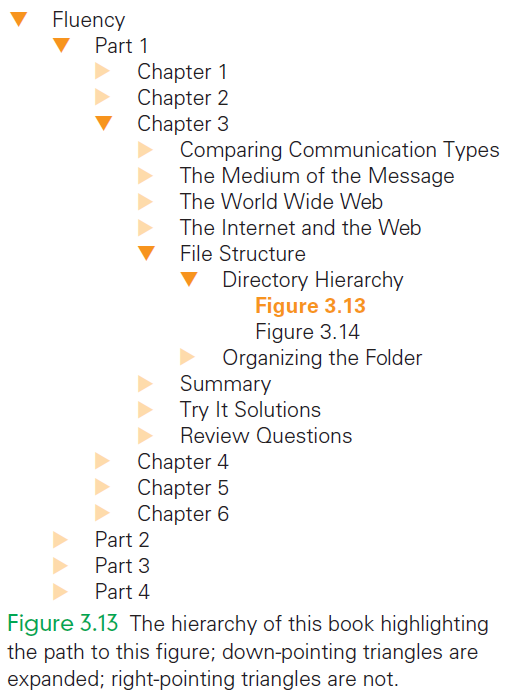 Fluency
Part 1
Chapter 1
Chapter 2
Chapter 3
Comparing Communication Types
The Medium of the Message
The World Wide Web
The Internet and the Web
File Structure
Directory Hierarchy
Figure 3.13
Figure 3.14
Organizing the Folder
Summary
Try It Solutions
Review Questions
Chapter 4
Chapter 5
Chapter 6
Part 2
Part 3
Part 4
Figure 3.13 The hierarchy of this book highlighting
the path to this figure; down-pointing triangles are
expanded; right-pointing triangles are not.